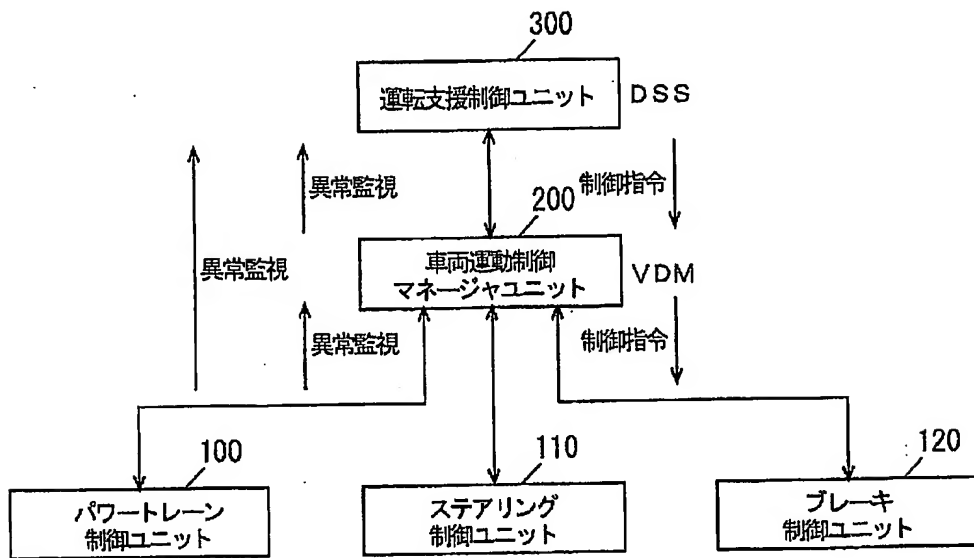 300
運転支援制御ユニット DSS
異常監視
制御指令
200
異常監視
車両運動制御
マネージャユニット
VDM
異常監視
制御指令
100
110
120
パワートレーン
制御ユニット
ステアリング
制御ユニット
ブレーキ
制御ユニット